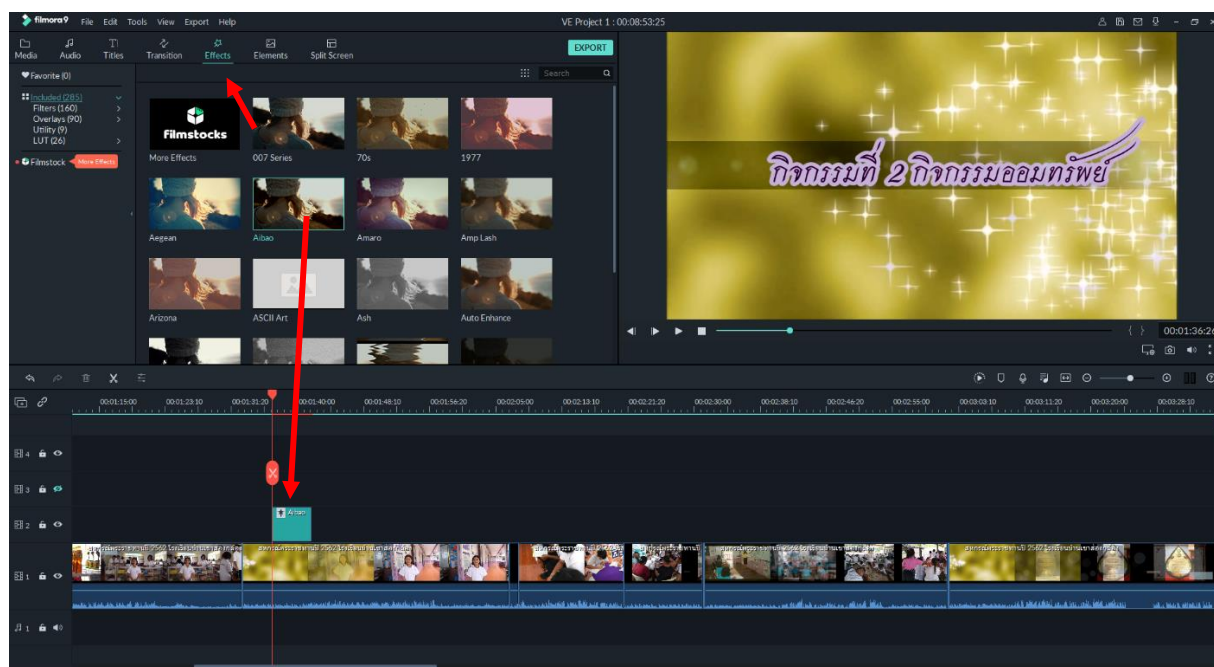 filmora9 File Edit Tools View Export Help
VE Project 1 : 00:08:53:25
Media Audio Titles Transition Effects Elements Split Screen
EXPORT
Favorite (0)
Search
Included (285)
Filters (160)
Overlays (90)
Utility (9)
LUT (26)
Filmstock More Effects
filmstocks
More Effects 007 Series 70s 1977
Aegean Aibao Amaro Amp Lash
Arizona ASCII Art Ash Auto Enhance
กิจกรรมที่ 2 กิจกรรมออมทรัพย์
{ } 00:01:36:26
00:01:15:00 00:01:23:10 00:01:31:20 00:01:40:00 00:01:48:10 00:01:56:20 00:02:05:00 00:02:13:10 00:02:21:20 00:02:30:00 00:02:38:10 00:02:46:20 00:02:55:00 00:03:03:10 00:03:11:20 00:03:20:00 00:03:28:10
4
3
2 Aibao
1
1